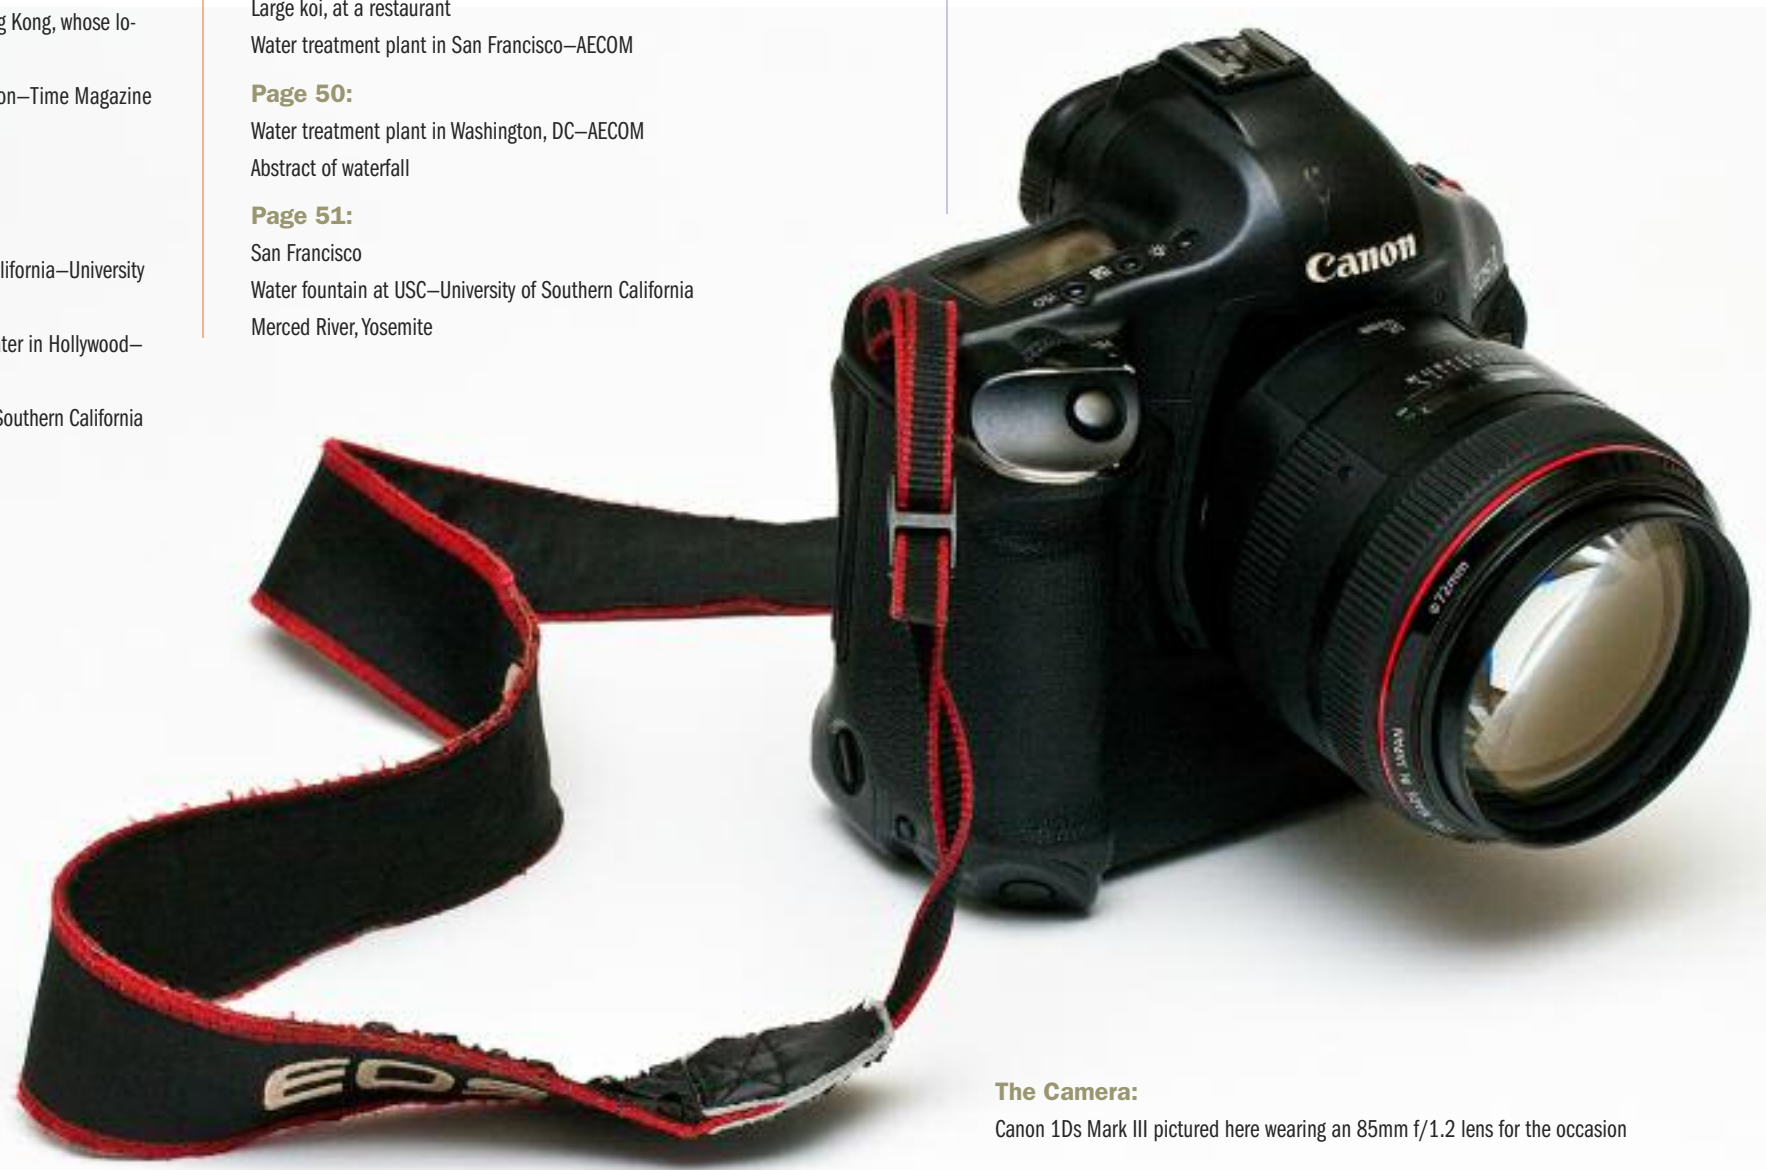 g Kong, whose lo-
on—Time Magazine
lifornia—University
ter in Hollywood—
Southern California
Large koi, at a restaurant
Water treatment plant in San Francisco—AECOM
Page 50:
Water treatment plant in Washington, DC—AECOM
Abstract of waterfall
Page 51:
San Francisco
Water fountain at USC—University of Southern California
Merced River, Yosemite
Canon
Ø72mm
EOS
The Camera:
Canon 1Ds Mark III pictured here wearing an 85mm f/1.2 lens for the occasion